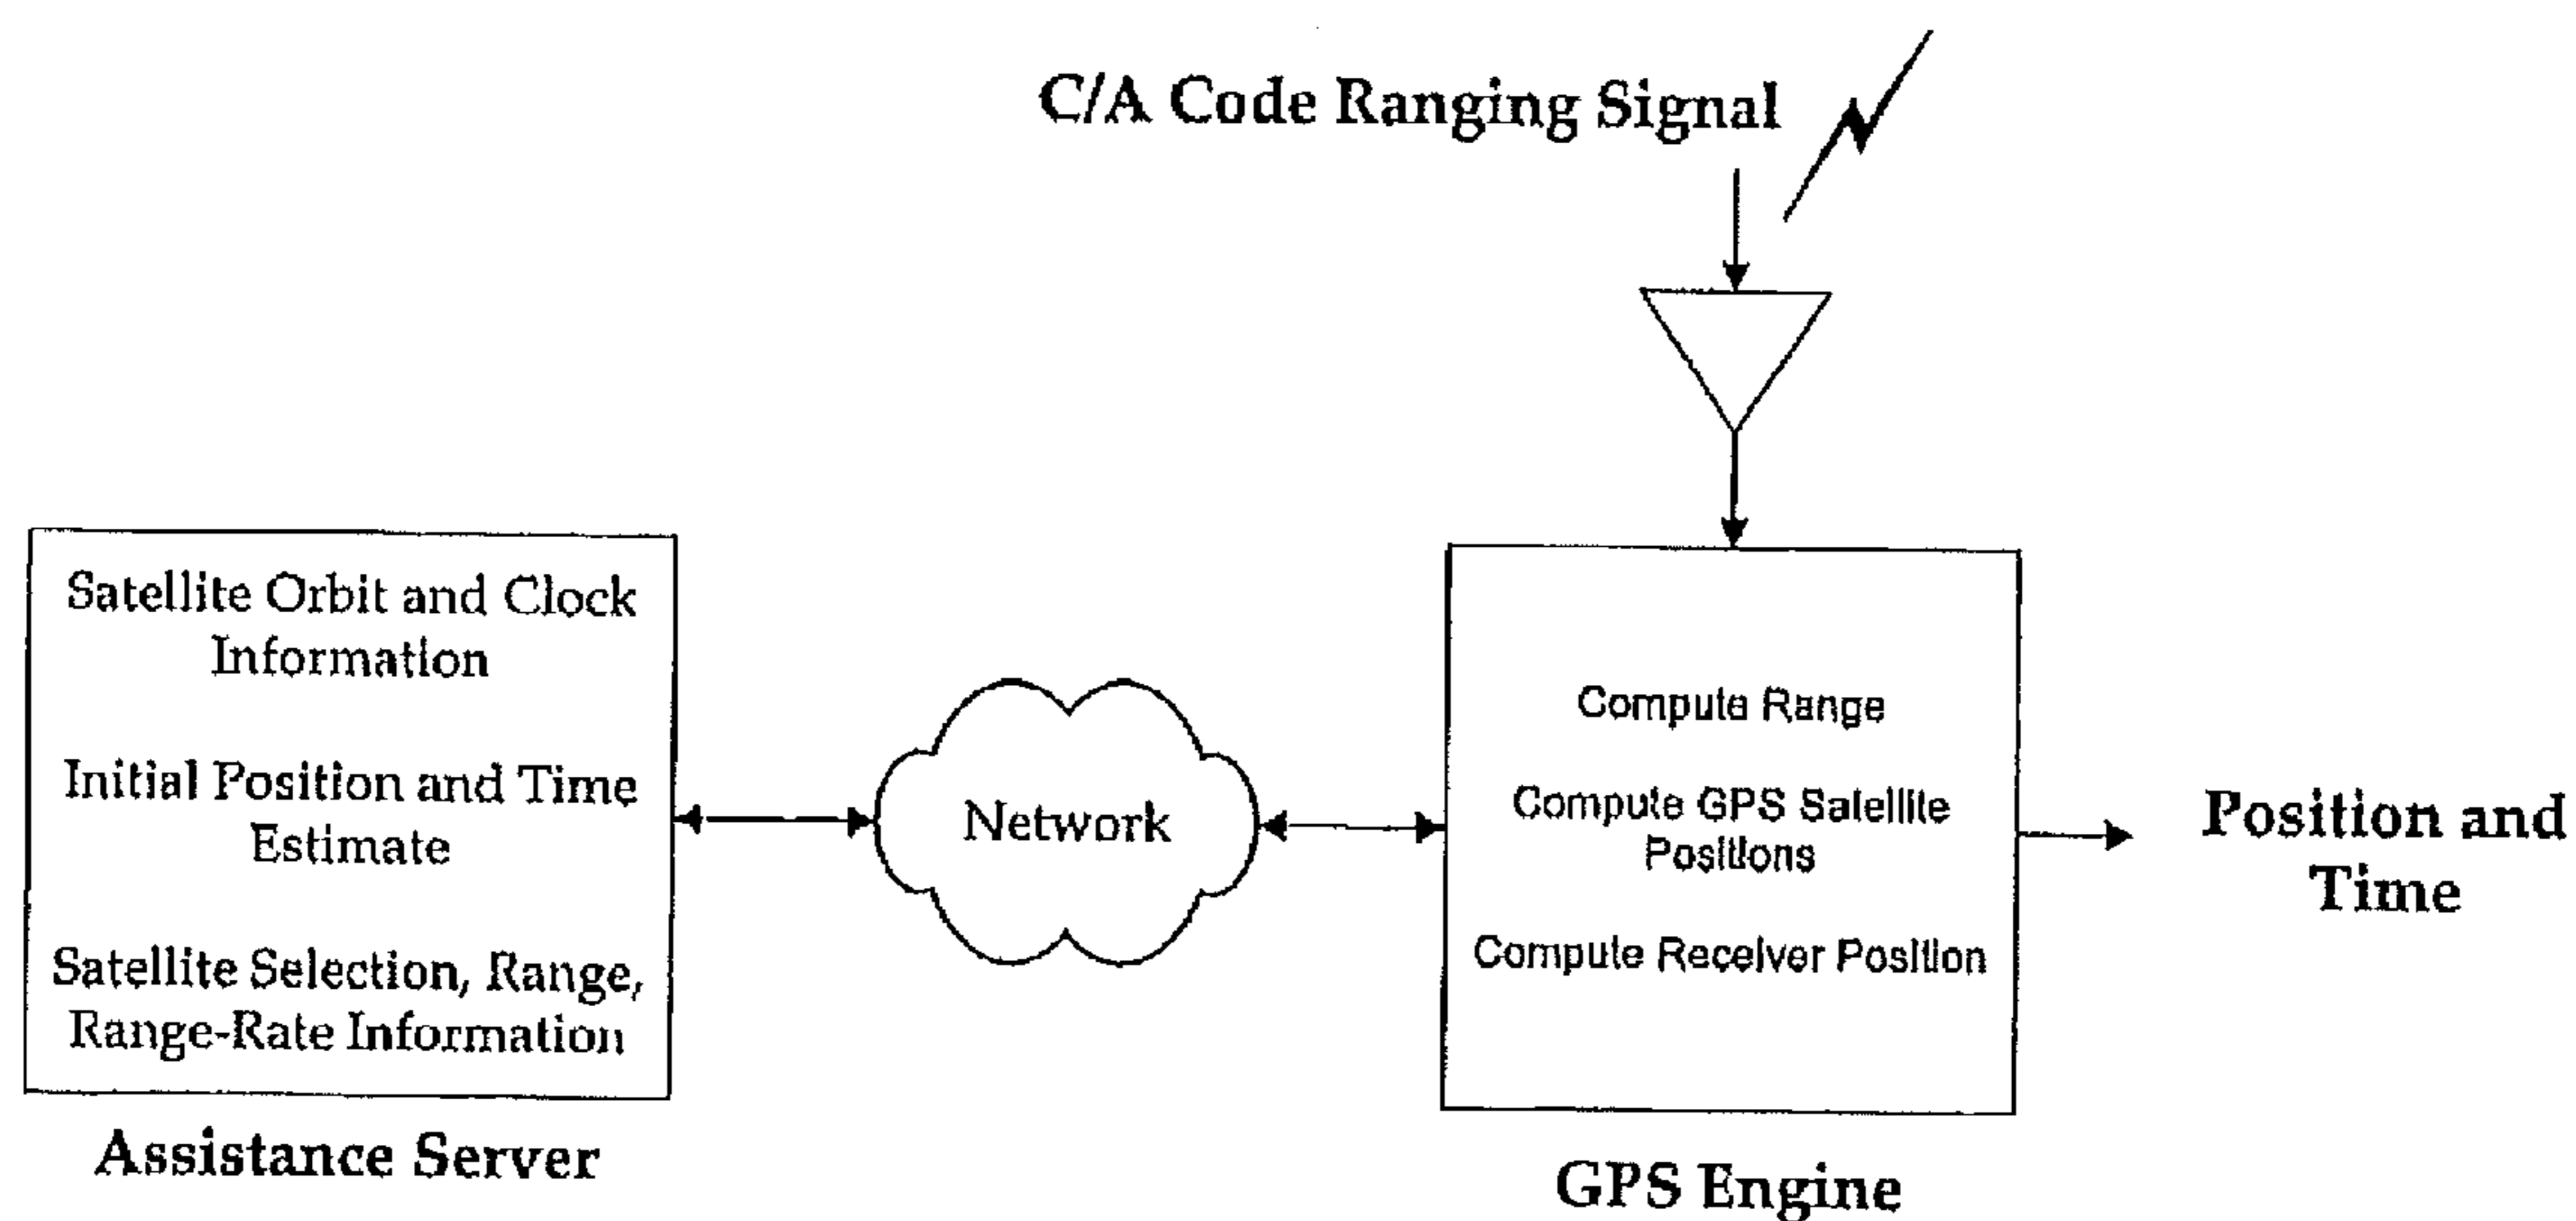 C/A Code Ranging Signal
Satellite Orbit and Clock
Information
Initial Position and Time
Estimate
Satellite Selection, Range,
Range-Rate Information
Assistance Server
Network
Compute Range
Compute GPS Satellite
Positions
Compute Receiver Position
GPS Engine
Position and
Time